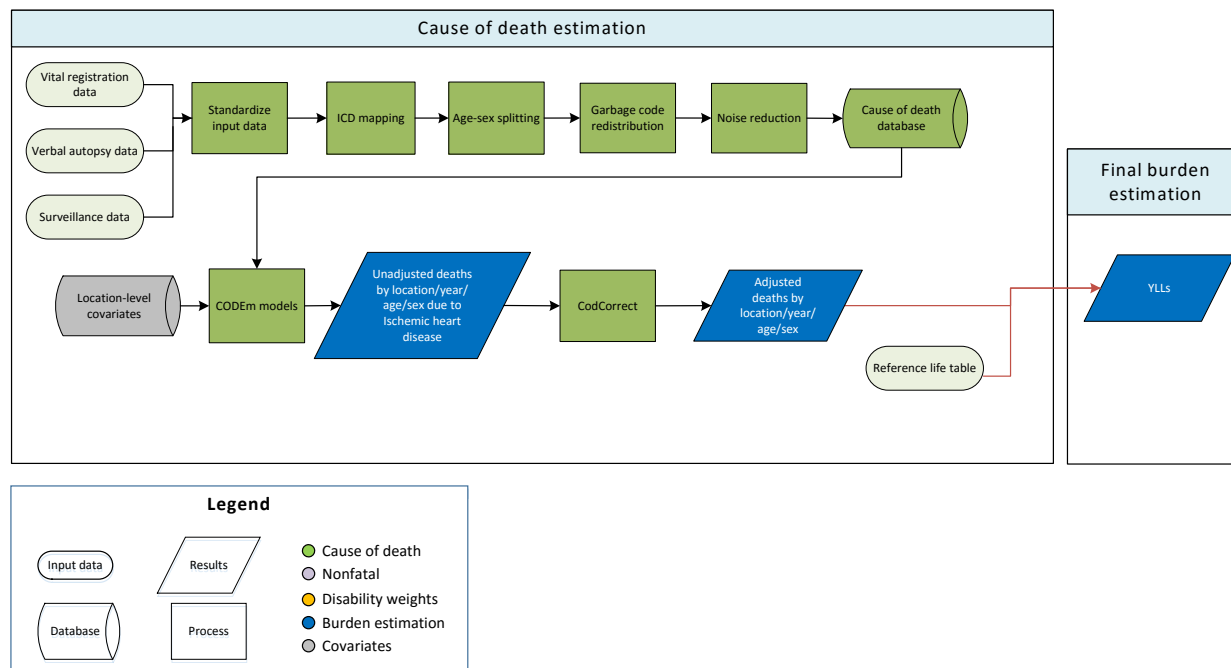 Cause of death estimation
Vital registration
data
Verbal autopsy data
Surveillance data
Standardize
input data
ICD mapping
Age-sex splitting
Garbage code
redistribution
Noise reduction
Cause of death
database
Location-level
covariates
CODEm models
Unadjusted deaths
by location/year/
age/sex due to
Ischemic heart
disease
CodCorrect
Adjusted
deaths by
location/year/
age/sex
Reference life table
Final burden
estimation
YLLs
Legend
Input data
Results
Database
Process
Cause of death
Nonfatal
Disability weights
Burden estimation
Covariates